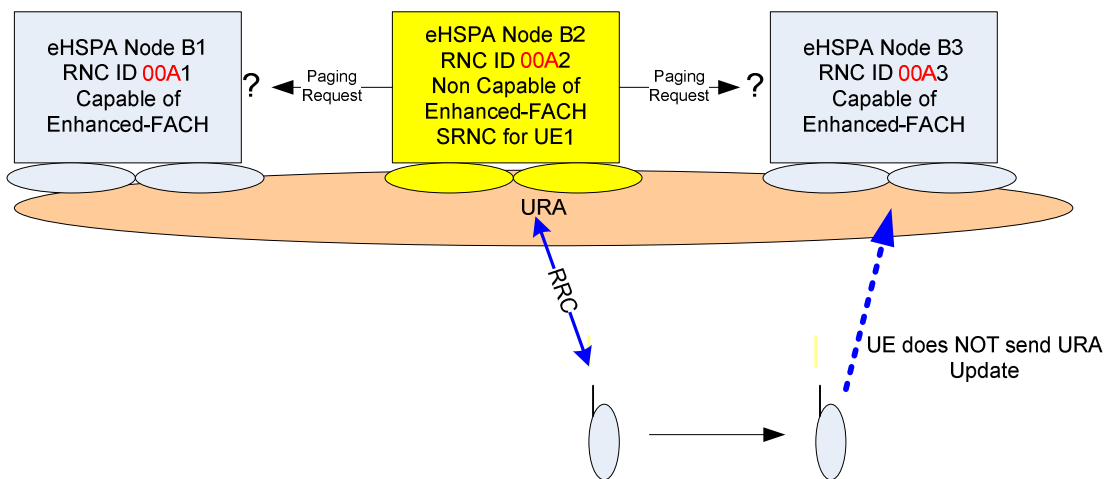 eHSPA Node B1
RNC ID 00A1
Capable of
Enhanced-FACH
?
Paging
Request
eHSPA Node B2
RNC ID 00A2
Non Capable of
Enhanced-FACH
SRNC for UE1
Paging
Request
?
eHSPA Node B3
RNC ID 00A3
Capable of
Enhanced-FACH
URA
RRC
UE does NOT send URA
Update